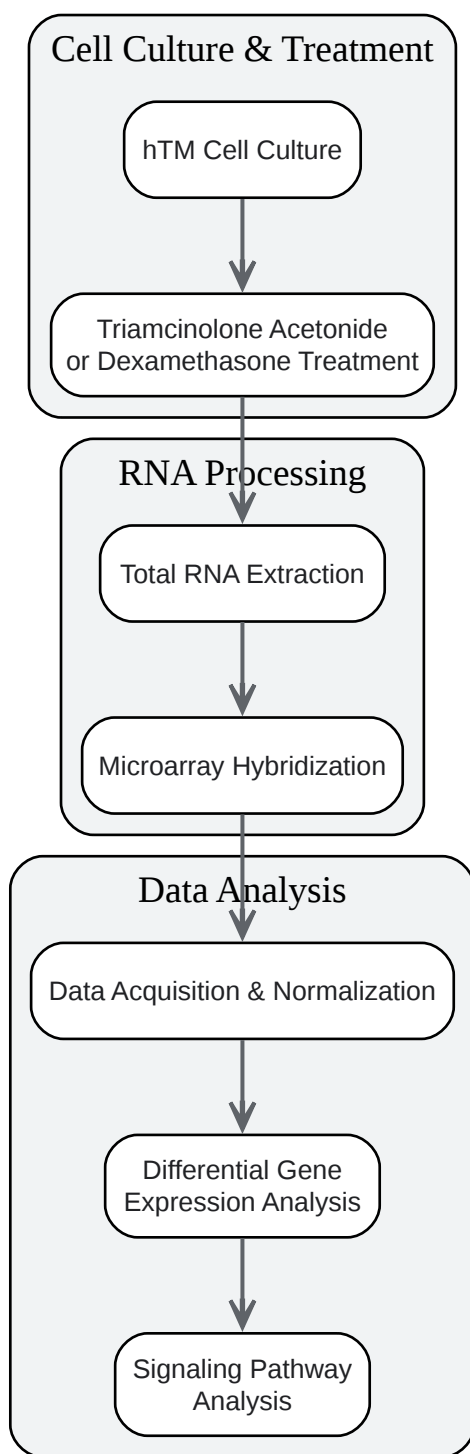 Cell Culture & Treatment
hTM Cell Culture
Triamcinolone Acetonide
or Dexamethasone Treatment
RNA Processing
Total RNA Extraction
Microarray Hybridization
Data Analysis
Data Acquisition & Normalization
Differential Gene
Expression Analysis
Signaling Pathway
Analysis